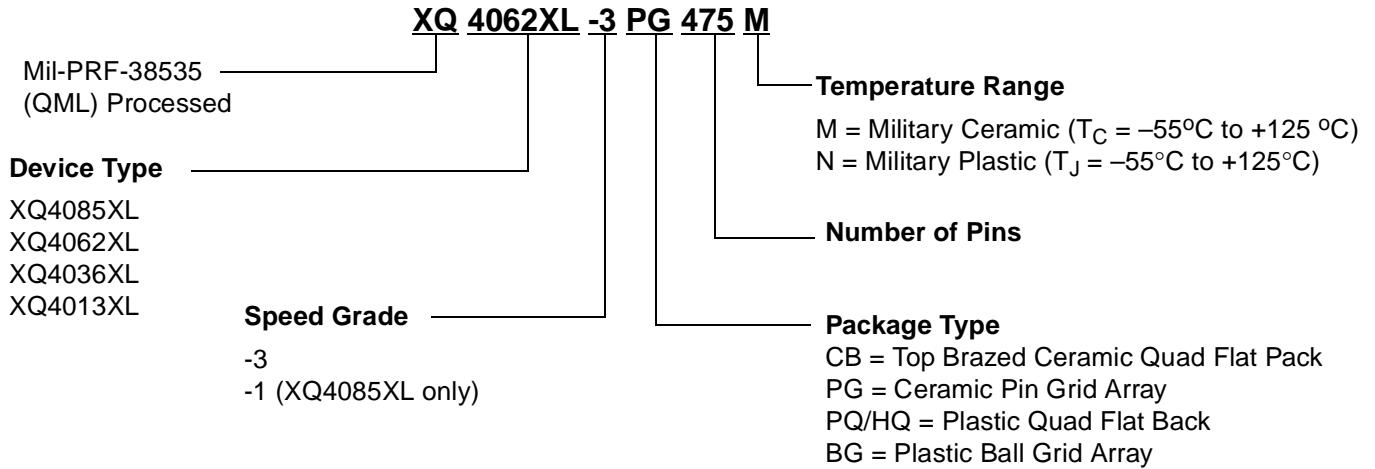 XQ 4062XL -3 PG 475 M
Mil-PRF-38535
(QML) Processed
Device Type
XQ4085XL
XQ4062XL
XQ4036XL
XQ4013XL
Speed Grade
-3
-1 (XQ4085XL only)
Temperature Range
M = Military Ceramic (TC = –55oC to +125 oC)
N = Military Plastic (TJ = –55°C to +125°C)
Number of Pins
Package Type
CB = Top Brazed Ceramic Quad Flat Pack
PG = Ceramic Pin Grid Array
PQ/HQ = Plastic Quad Flat Back
BG = Plastic Ball Grid Array